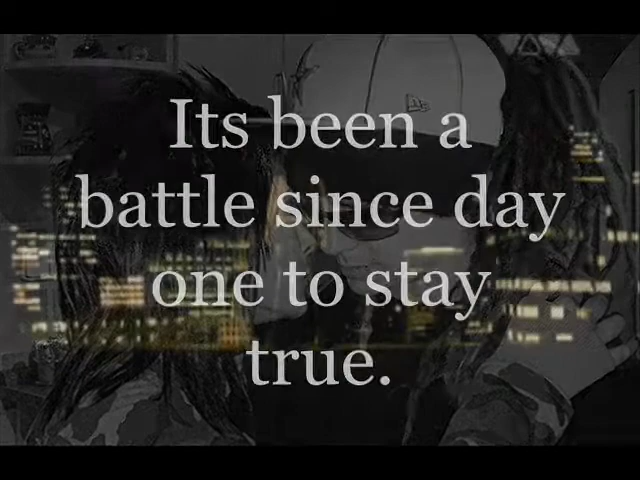 Its been a
battle since day
one to stay
true.